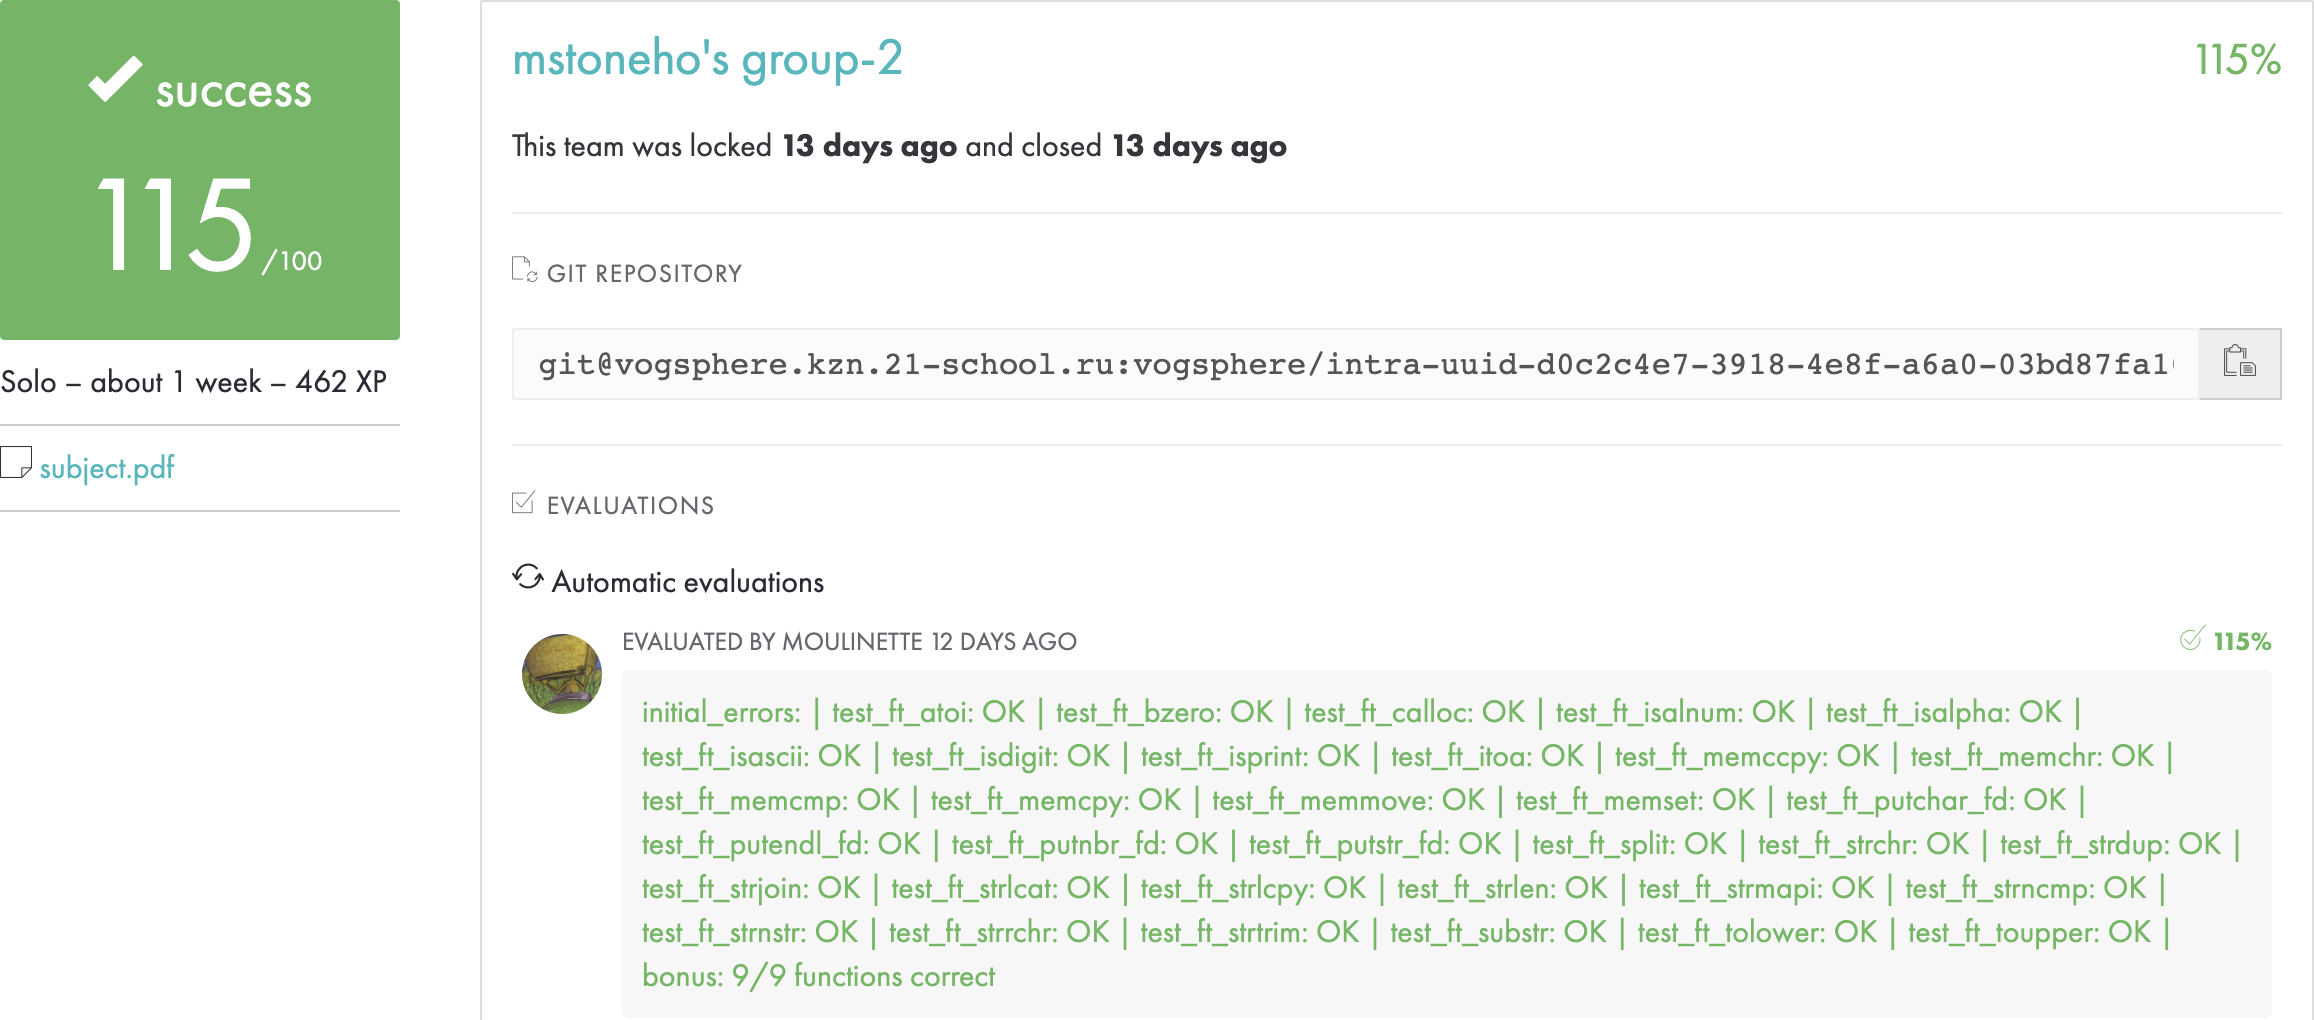 success
115 /100
Solo – about 1 week – 462 XP
subject.pdf
mstoneho's group-2
115%
This team was locked 13 days ago and closed 13 days ago
GIT REPOSITORY
git@vogsphere.kzn.21-school.ru:vogsphere/intra-uuid-d0c2c4e7-3918-4e8f-a6a0-03bd87fa1
EVALUATIONS
Automatic evaluations
EVALUATED BY MOULINETTE 12 DAYS AGO
115%
initial_errors: | test_ft_atoi: OK | test_ft_bzero: OK | test_ft_calloc: OK | test_ft_isalnum: OK | test_ft_isalpha: OK |
test_ft_isascii: OK | test_ft_isdigit: OK | test_ft_isprint: OK | test_ft_itoa: OK | test_ft_memccpy: OK | test_ft_memchr: OK |
test_ft_memcmp: OK | test_ft_memcpy: OK | test_ft_memmove: OK | test_ft_memset: OK | test_ft_putchar_fd: OK |
test_ft_putendl_fd: OK | test_ft_putnbr_fd: OK | test_ft_putstr_fd: OK | test_ft_split: OK | test_ft_strchr: OK | test_ft_strdup: OK |
test_ft_strjoin: OK | test_ft_strlcat: OK | test_ft_strlcpy: OK | test_ft_strlen: OK | test_ft_strmapi: OK | test_ft_strncmp: OK |
test_ft_strnstr: OK | test_ft_strrchr: OK | test_ft_strtrim: OK | test_ft_substr: OK | test_ft_tolower: OK | test_ft_toupper: OK |
bonus: 9/9 functions correct